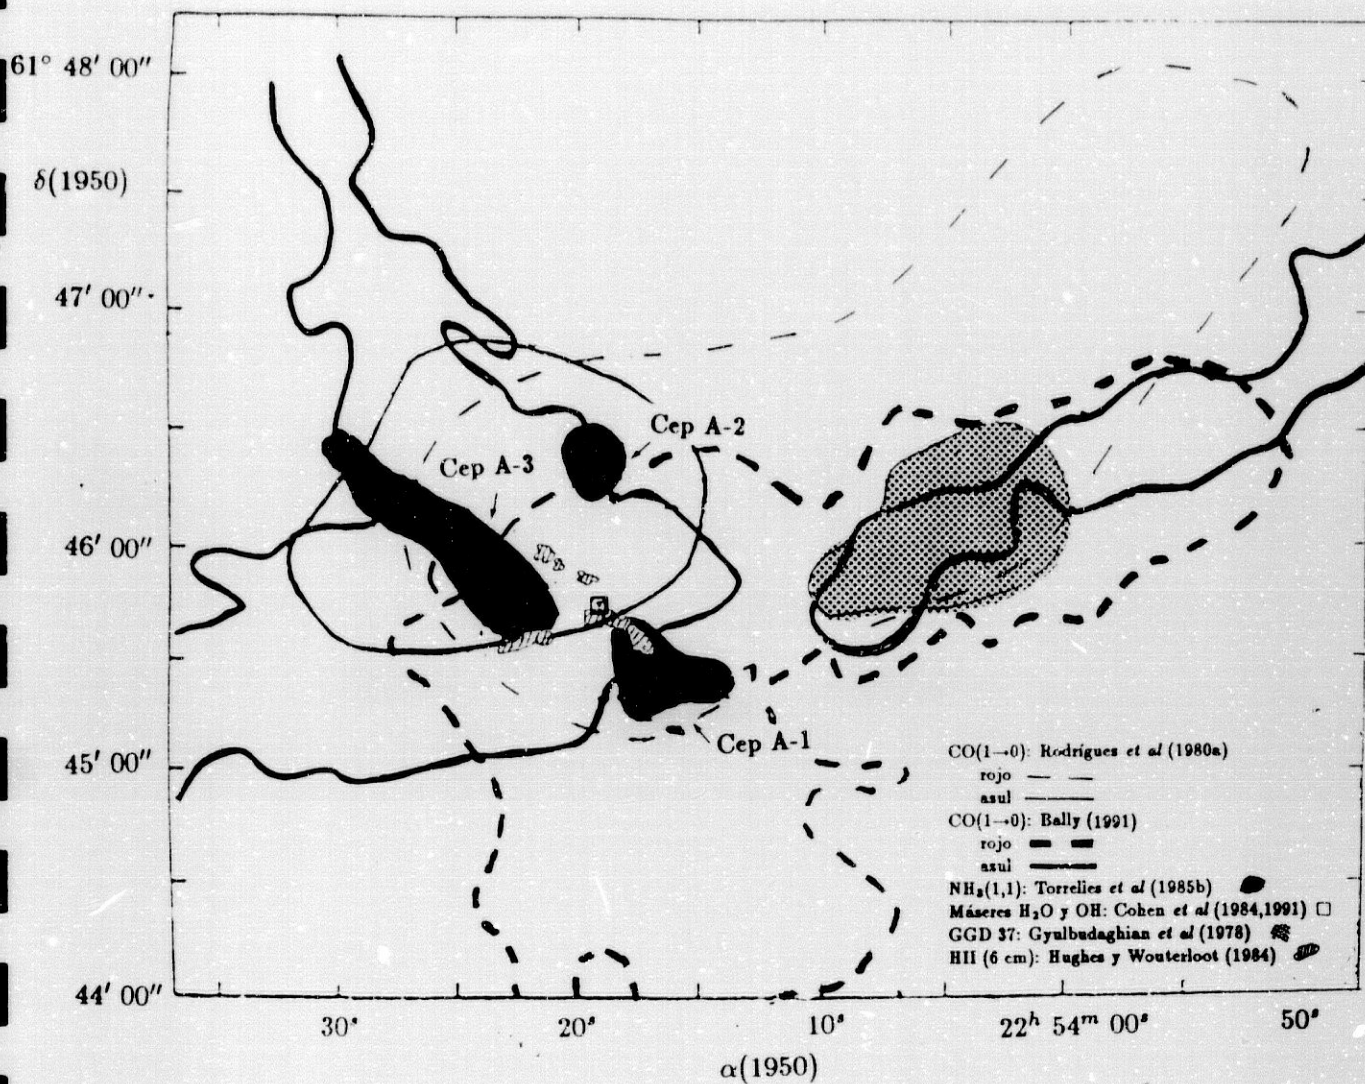 61° 48′ 00″
δ(1950)
47′ 00″
46′ 00″
45′ 00″
44′ 00″
Cep A-2
Cep A-3
Cep A-1
CO(1→0): Rodrígues et al (1980a)
rojo
asul
CO(1→0): Bally (1991)
rojo
asul
NH₃(1,1): Torrelles et al (1985b)
Máseres H₂O y OH: Cohen et al (1984,1991)
GGD 37: Gyulbudaghian et al (1978)
HII (6 cm): Hughes y Wouterloot (1984)
30ˢ 20ˢ 10ˢ 22ʰ 54ᵐ 00ˢ 50ˢ
α(1950)